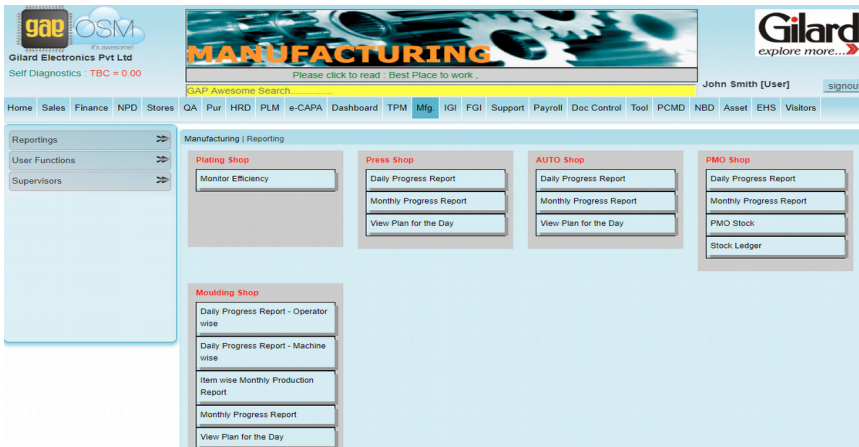 gae OSM
it's awesome!
Gilard Electronics Pvt Ltd
Self Diagnostics : TBC = 0.00
MANUFACTURING
Please click to read : Best Place to work ,
GAP Awesome Search...............
Gilard
explore more...
John Smith [User]
signout
Home Sales Finance NPD Stores QA Pur HRD PLM e-CAPA Dashboard TPM Mfg. IGI FGI Support Payroll Doc Control Tool PCMD NBD Asset EHS Visitors
Reportings
User Functions
Supervisors
Manufacturing | Reporting
Plating Shop
Monitor Efficiency
Press Shop
Daily Progress Report
Monthly Progress Report
View Plan for the Day
AUTO Shop
Daily Progress Report
Monthly Progress Report
View Plan for the Day
PMO Shop
Daily Progress Report
Monthly Progress Report
PMO Stock
Stock Ledger
Moulding Shop
Daily Progress Report - Operator
wise
Daily Progress Report - Machine
wise
Item wise Monthly Production
Report
Monthly Progress Report
View Plan for the Day